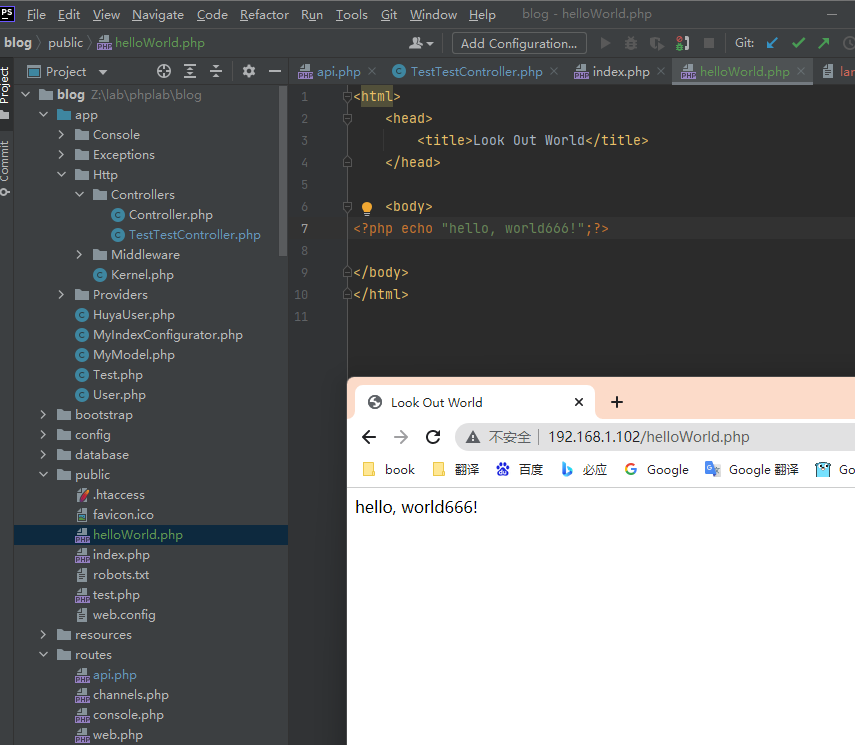 PS File Edit View Navigate Code Refactor Run Tools Git Window Help blog - helloWorld.php
blog public helloWorld.php Add Configuration... Git:
Project
Commit
Project
api.php TestTestController.php index.php helloWorld.php lar
blog Z:\lab\phplab\blog
app
Console
Exceptions
Http
Controllers
Controller.php
TestTestController.php
Middleware
Kernel.php
Providers
HuyaUser.php
MyIndexConfigurator.php
MyModel.php
Test.php
User.php
bootstrap
config
database
public
.htaccess
favicon.ico
helloWorld.php
index.php
robots.txt
test.php
web.config
resources
routes
api.php
channels.php
console.php
web.php
1 <html>
2 <head>
3 <title>Look Out World</title>
4 </head>
5
6 <body>
7 <?php echo "hello, world666!";?>
8
9 </body>
10 </html>
11
Look Out World
不安全 192.168.1.102/helloWorld.php
book 翻译 百度 必应 Google Google 翻译 Go
hello, world666!